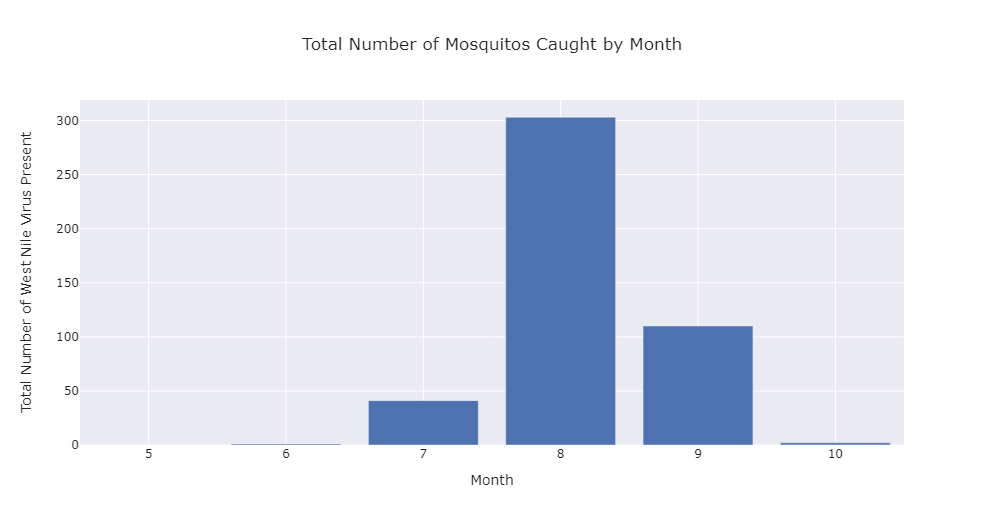 Total Number of Mosquitos Caught by Month
Total Number of West Nile Virus Present
300
250
200
150
100
50
0
5 6 7 8 9 10
Month